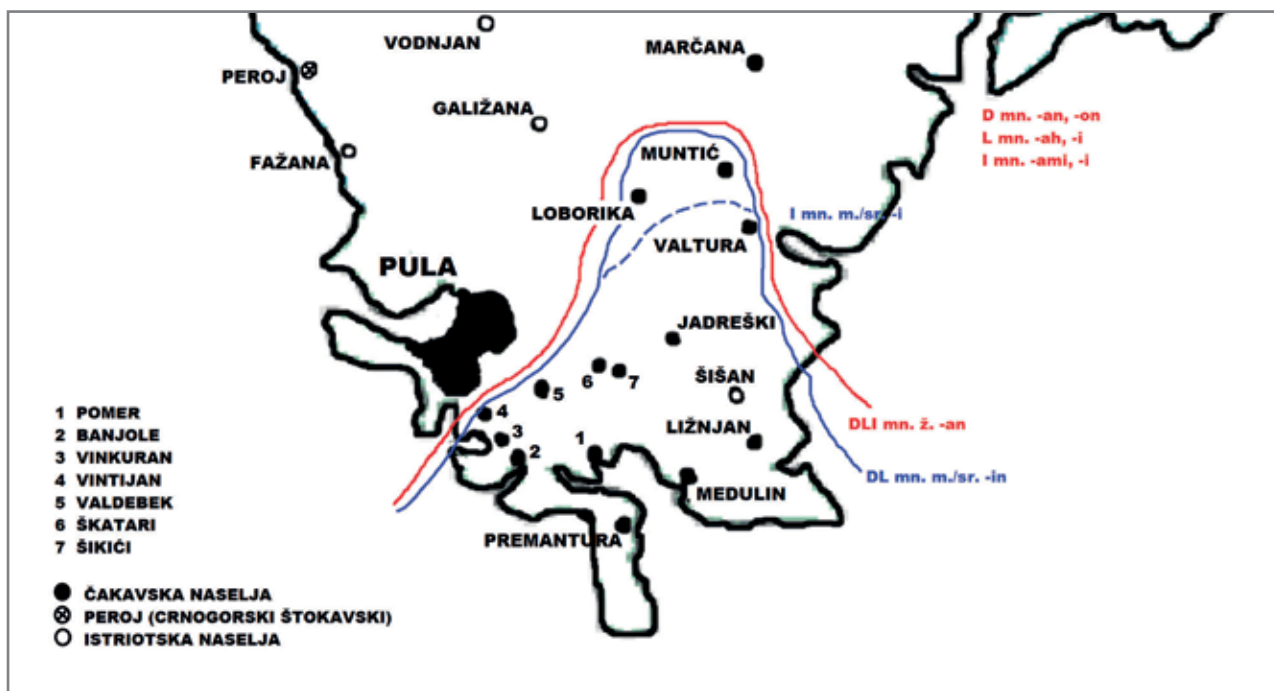 VODNJAN
MARČANA
PEROJ
GALIŽANA
D mn. -an, -on
L mn. -ah, -i
I mn. -ami, -i
FAŽANA
MUNTIĆ
LOBORIKA
I mn. m./sr. -i
VALTURA
PULA
JADREŠKI
6
7
ŠIŠAN
5
DLI mn. ž. -an
4
LIŽNJAN
3
1
2
DL mn. m./sr. -in
MEDULIN
PREMANTURA
1 POMER
2 BANJOLE
3 VINKURAN
4 VINTIJAN
5 VALDEBEK
6 ŠKATARI
7 ŠIKIĆI
ČAKAVSKA NASELJA
PEROJ (CRNOGORSKI ŠTOKAVSKI)
ISTRIOTSKA NASELJA